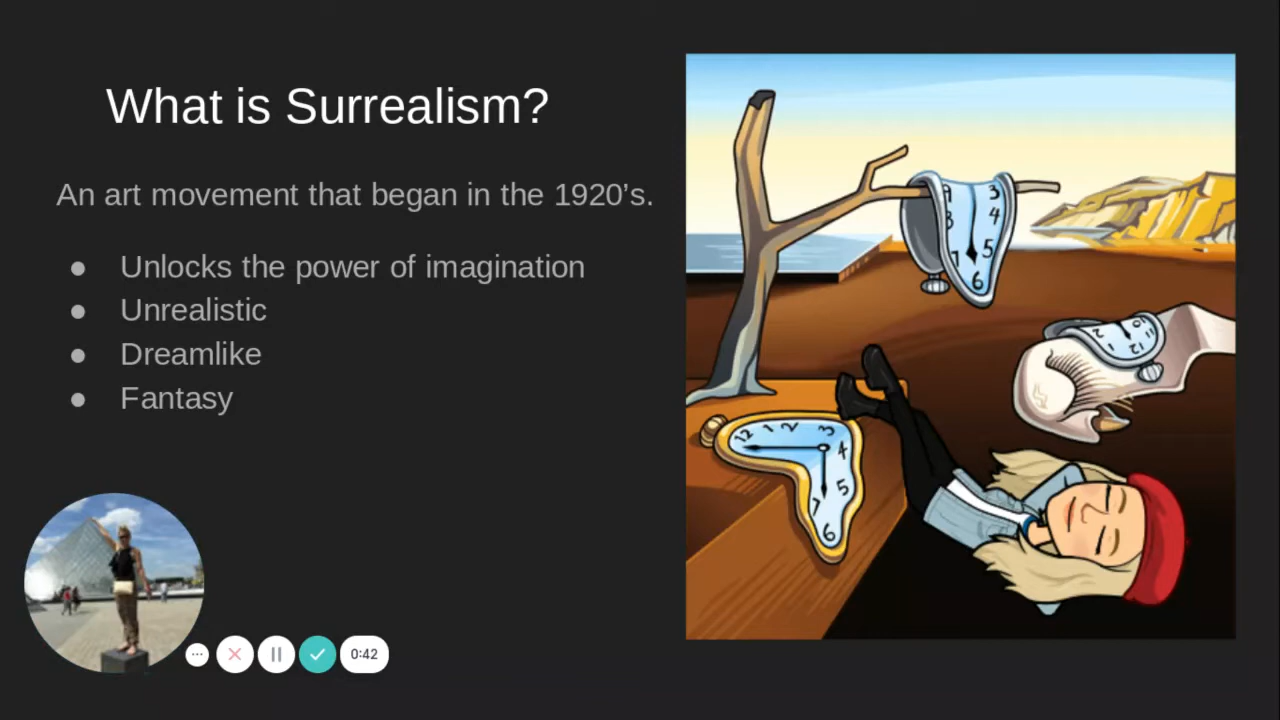 What is Surrealism?
An art movement that began in the 1920's.
● Unlocks the power of imagination
● Unrealistic
● Dreamlike
● Fantasy
0:42